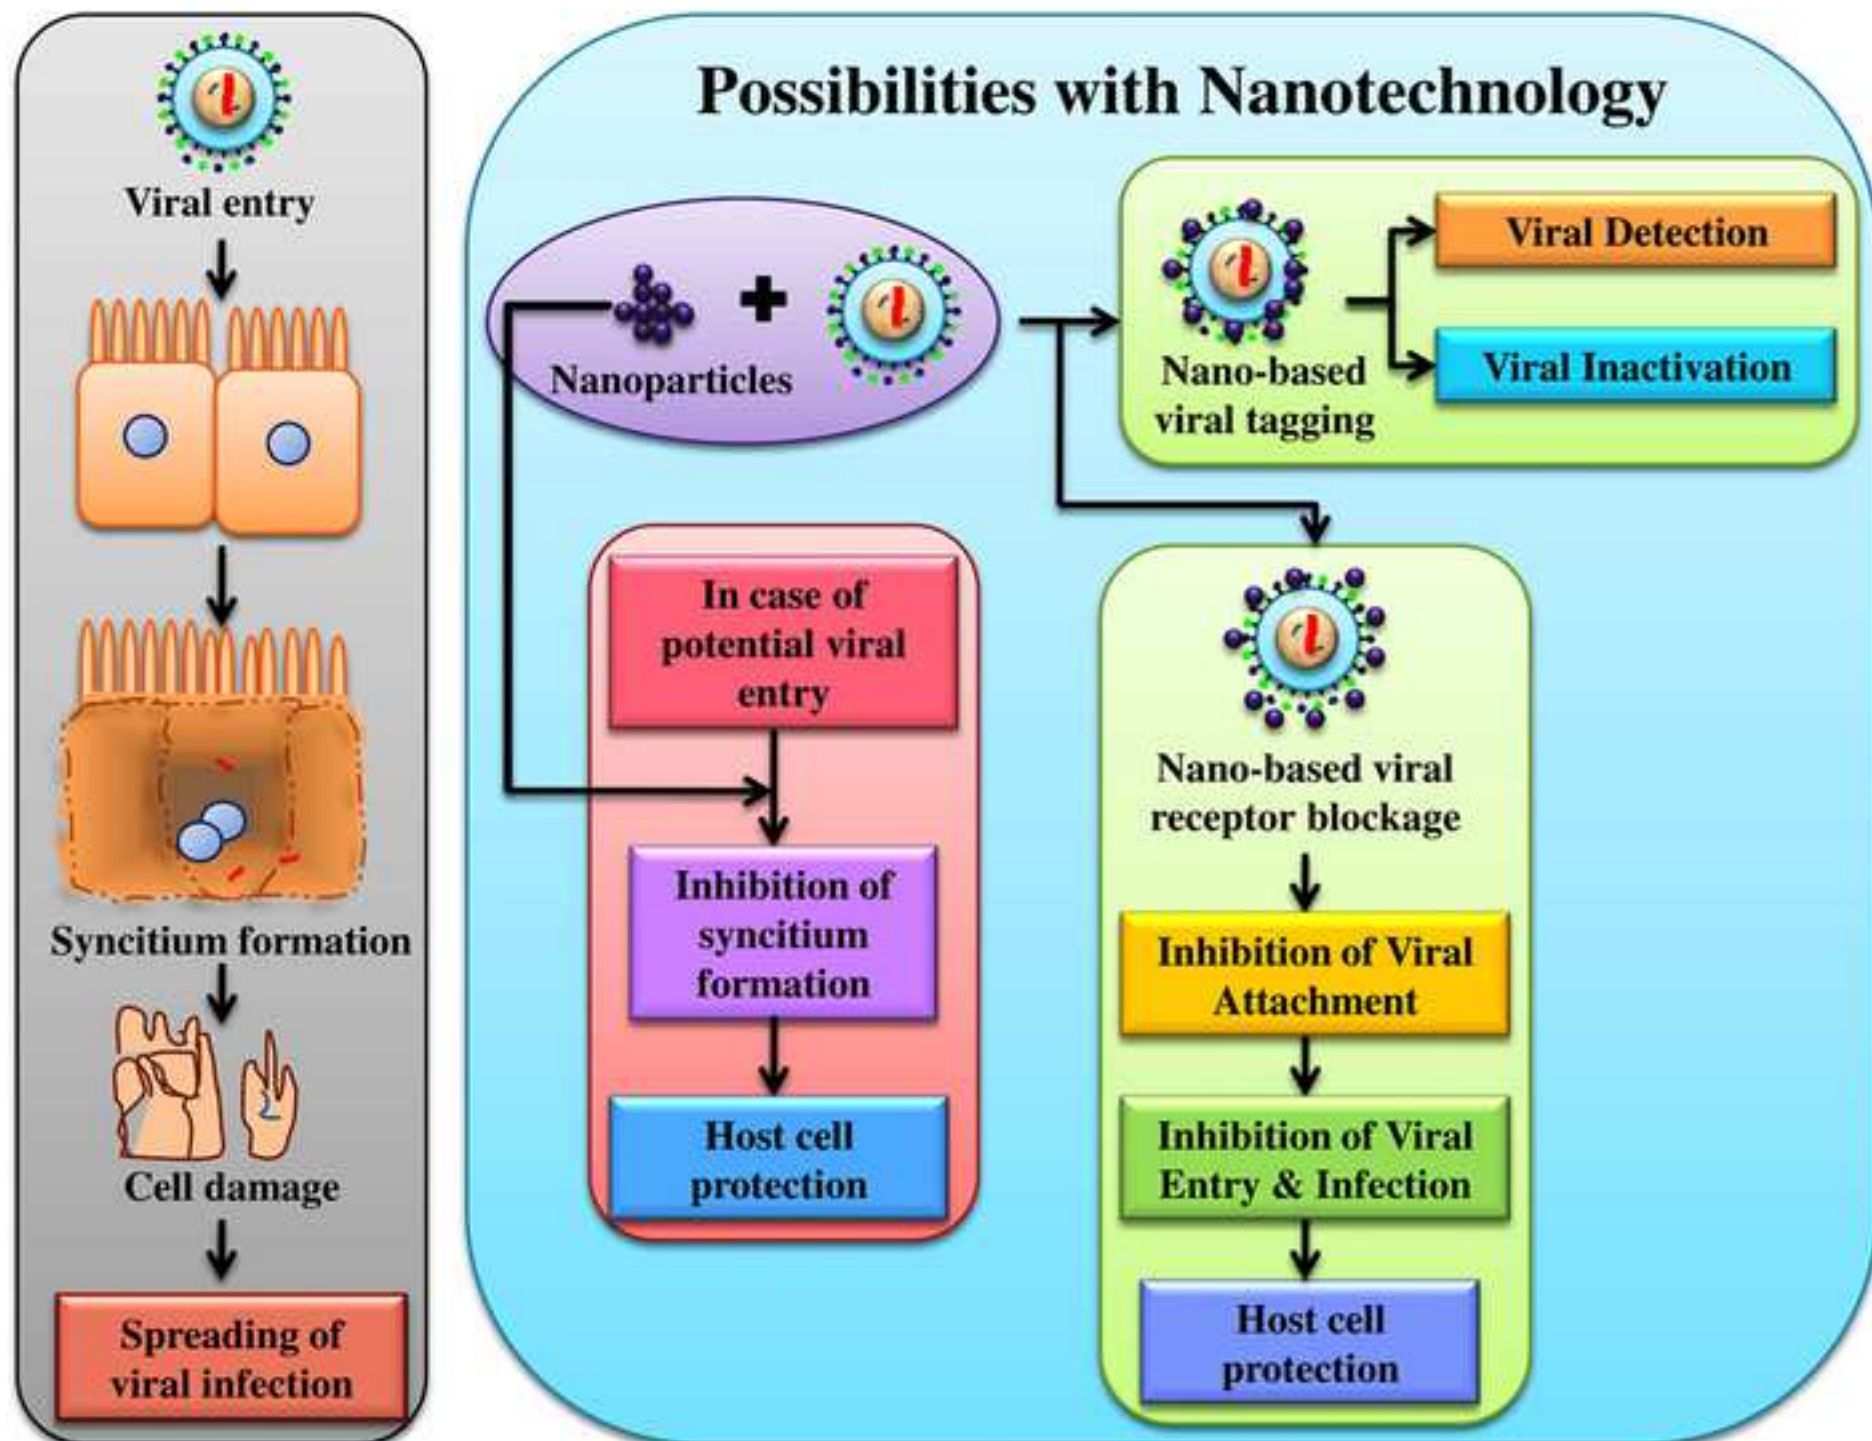 Viral entry
Syncitium formation
Cell damage
Spreading of
viral infection
Possibilities with Nanotechnology
Nanoparticles
Nano-based
viral tagging
Viral Detection
Viral Inactivation
In case of
potential viral
entry
Inhibition of
syncitium
formation
Host cell
protection
Nano-based viral
receptor blockage
Inhibition of Viral
Attachment
Inhibition of Viral
Entry & Infection
Host cell
protection